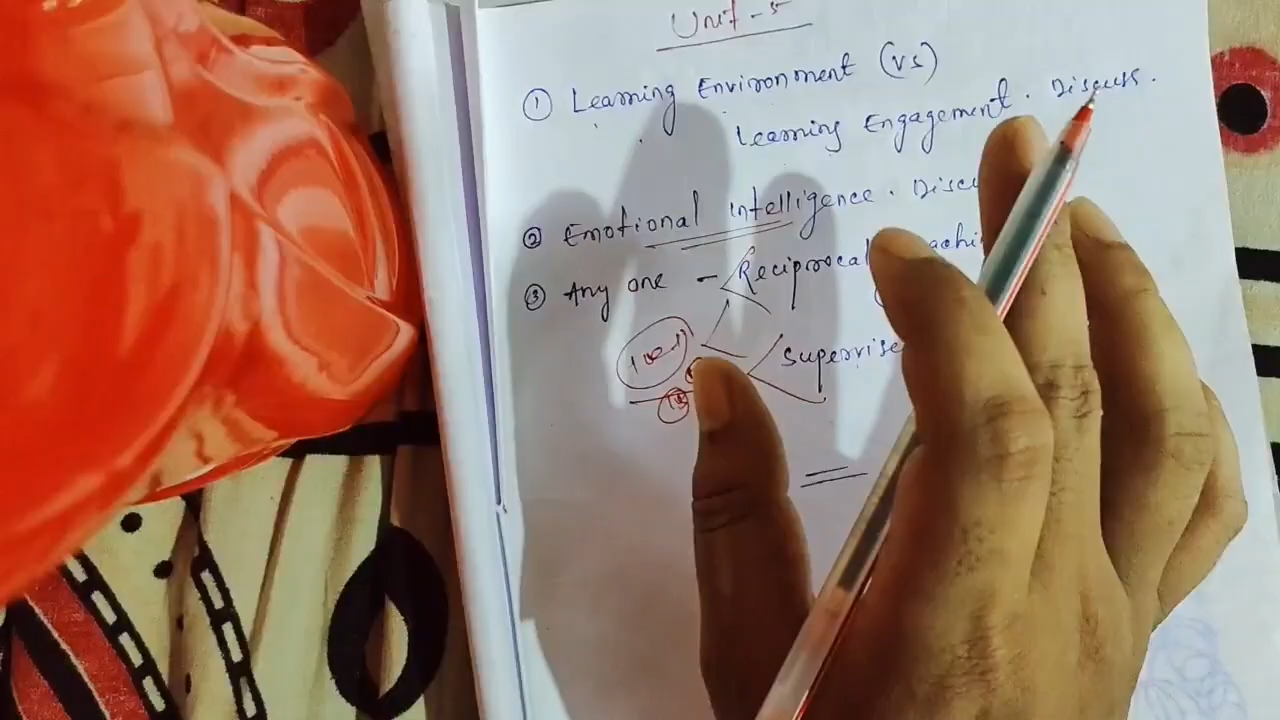 Unit - 5
① Learning Environment (vs)
Learning Engagement. Discuss.
② Emotional Intelligence. Discu
③ Any one - Reciprocal
Supervise